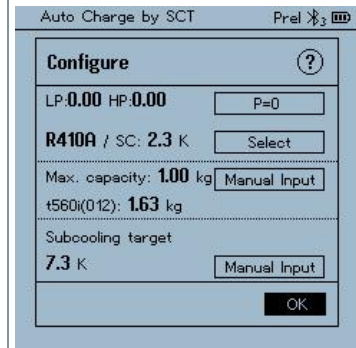 Auto Charge by SCT Prel 3
Configure ?
LP:0.00 HP:0.00 P=0
R410A / SC: 2.3 K Select
Max. capacity: 1.00 kg Manual Input
t560i(012): 1.63 kg
Subcooling target
7.3 K Manual Input
OK